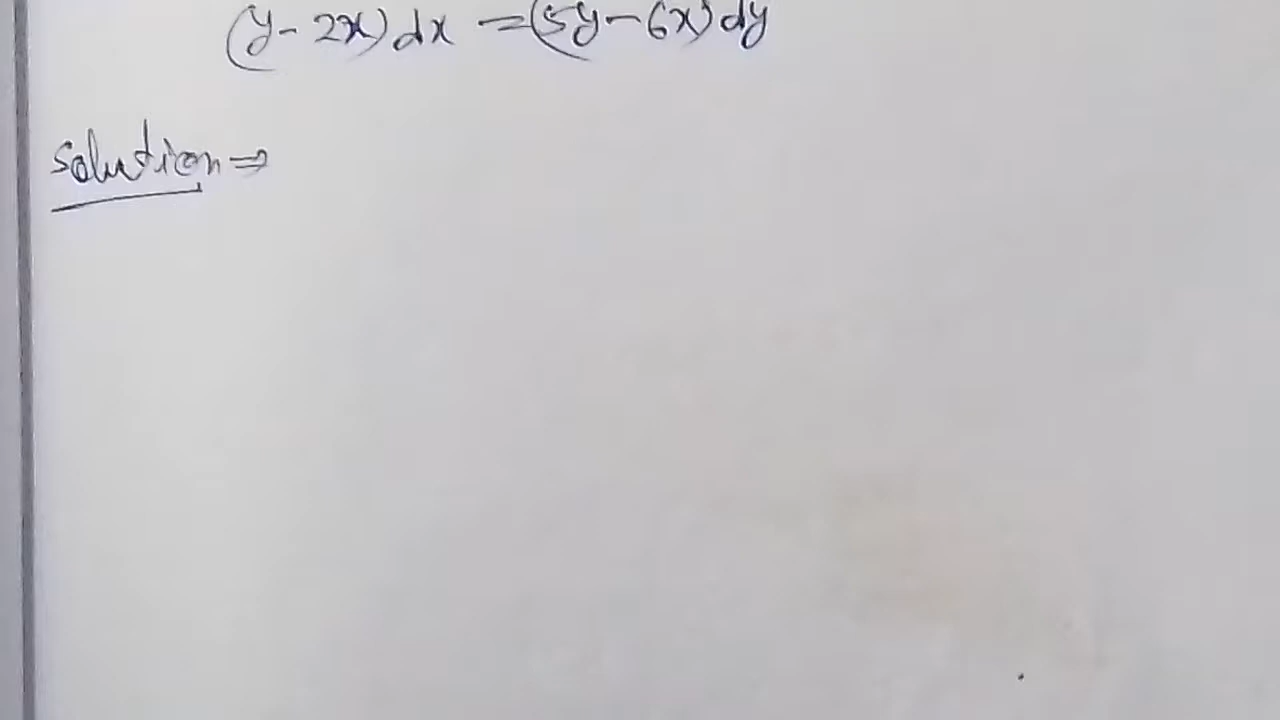 (y - 2x) dx = (5y - 6x) dy
Solution ⇒